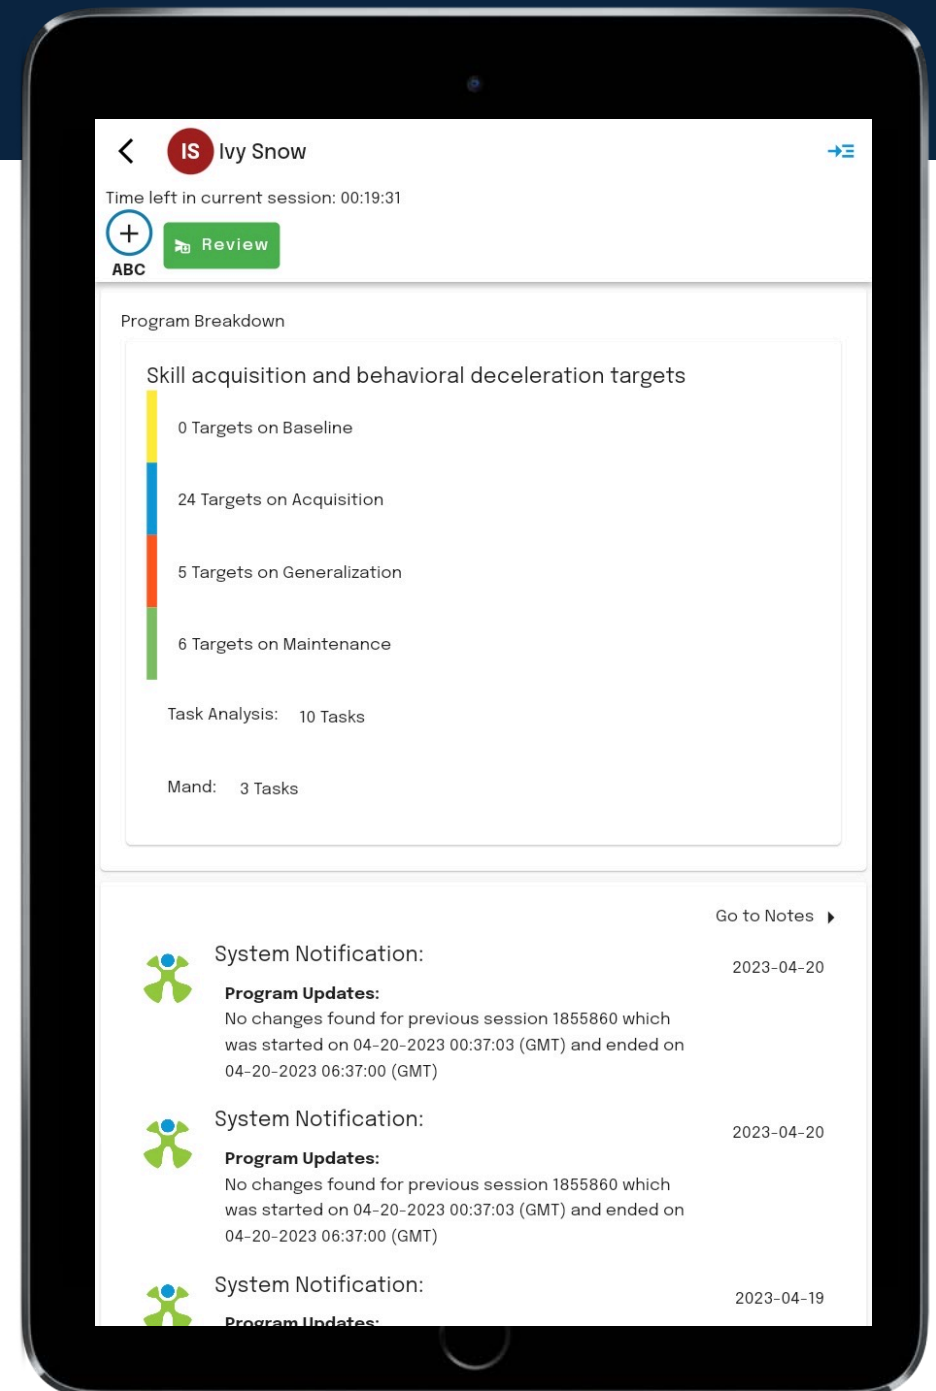 IS Ivy Snow
Time left in current session: 00:19:31
+
ABC
Review
Program Breakdown
Skill acquisition and behavioral deceleration targets
0 Targets on Baseline
24 Targets on Acquisition
5 Targets on Generalization
6 Targets on Maintenance
Task Analysis: 10 Tasks
Mand: 3 Tasks
Go to Notes
System Notification:
2023-04-20
Program Updates:
No changes found for previous session 1855860 which
was started on 04-20-2023 00:37:03 (GMT) and ended on
04-20-2023 06:37:00 (GMT)
System Notification:
2023-04-20
Program Updates:
No changes found for previous session 1855860 which
was started on 04-20-2023 00:37:03 (GMT) and ended on
04-20-2023 06:37:00 (GMT)
System Notification:
2023-04-19
Program Updates: